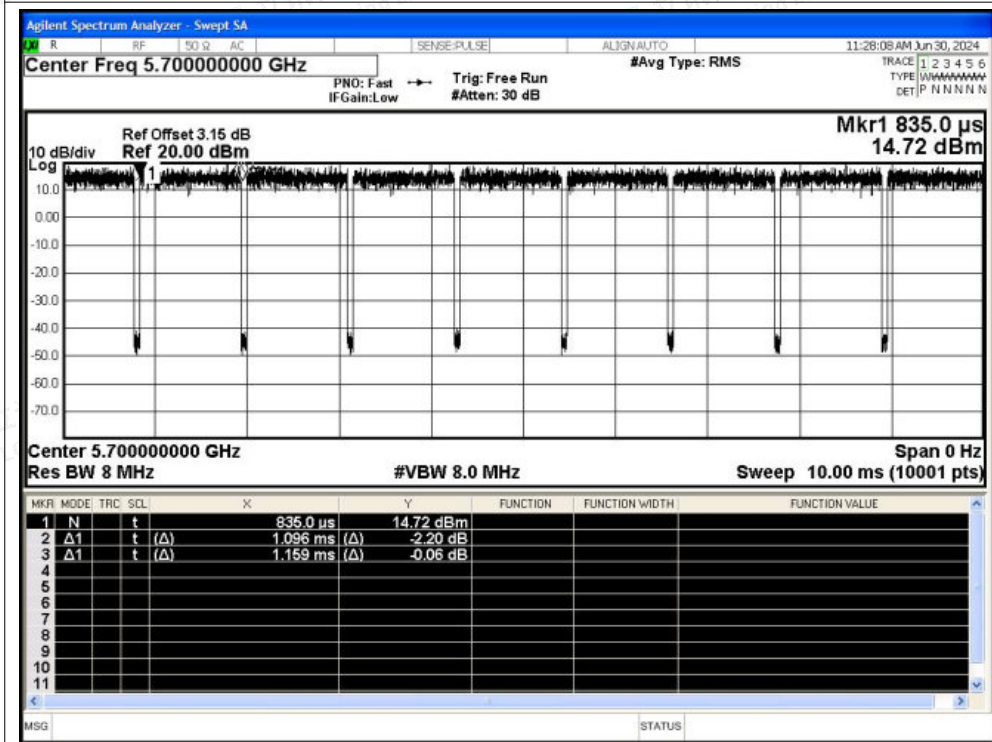 Agilent Spectrum Analyzer - Swept SA
LXI R RF 50 Ω AC SENSE:PULSE ALIGN AUTO 11:28:08 AM Jun 30, 2024
Center Freq 5.700000000 GHz #Avg Type: RMS TRACE 1 2 3 4 5 6
PNO: Fast Trig: Free Run TYPE WWWWWW
IFGain:Low #Atten: 30 dB DET P N N N N N
Mkr1 835.0 µs
Ref Offset 3.15 dB
10 dB/div Ref 20.00 dBm 14.72 dBm
Log
1
10.0
0.00
-10.0
-20.0
-30.0
-40.0
-50.0
-60.0
-70.0
Center 5.700000000 GHz Span 0 Hz
Res BW 8 MHz #VBW 8.0 MHz Sweep 10.00 ms (10001 pts)
MKR MODE TRC SCL X Y FUNCTION FUNCTION WIDTH FUNCTION VALUE
1 N t 835.0 µs 14.72 dBm
2 Δ1 t (Δ) 1.096 ms (Δ) -2.20 dB
3 Δ1 t (Δ) 1.159 ms (Δ) -0.06 dB
4
5
6
7
8
9
10
11
MSG STATUS